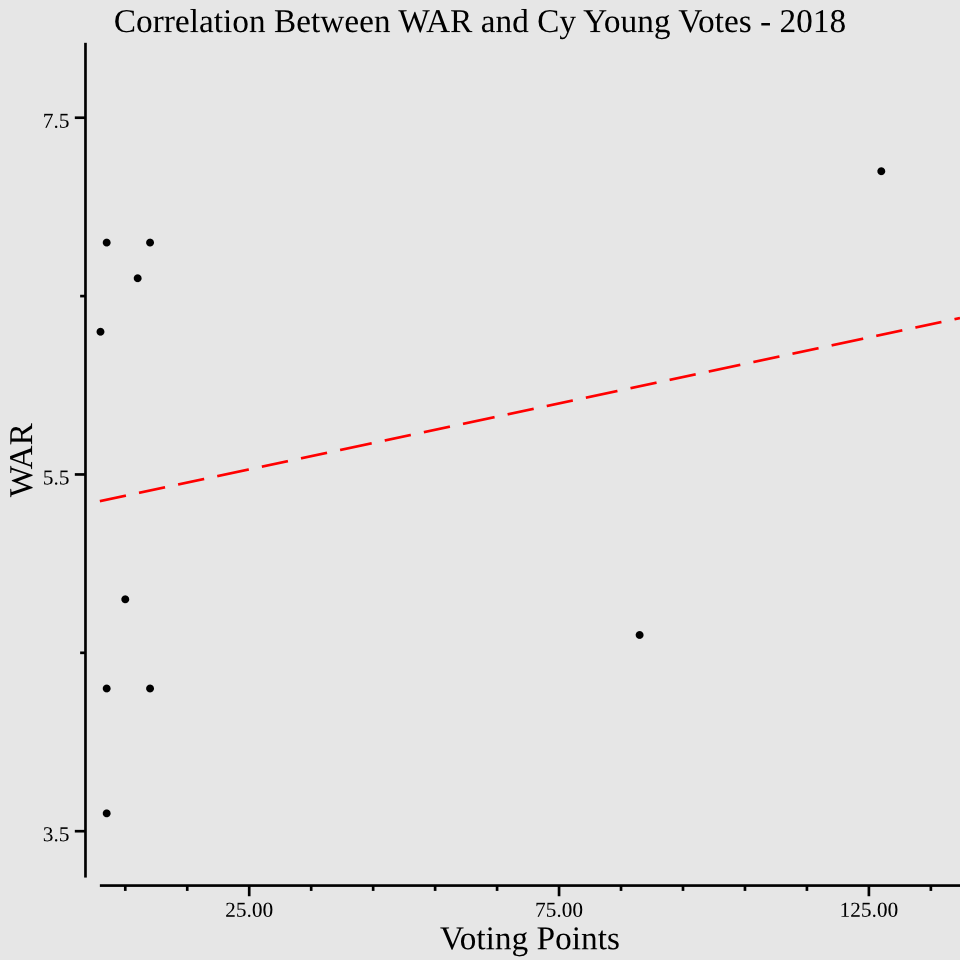 Correlation Between WAR and Cy Young Votes - 2018
7.5
5.5
3.5
WAR
25.00 75.00 125.00
Voting Points